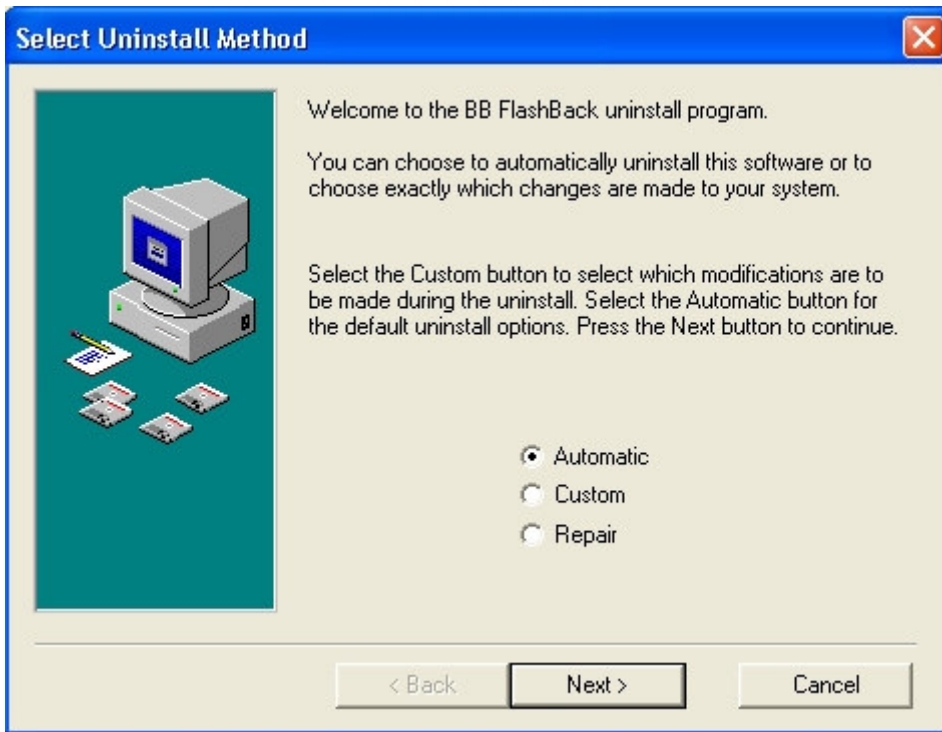 Select Uninstall Method
Welcome to the BB FlashBack uninstall program.
You can choose to automatically uninstall this software or to
choose exactly which changes are made to your system.
Select the Custom button to select which modifications are to
be made during the uninstall. Select the Automatic button for
the default uninstall options. Press the Next button to continue.
Automatic
Custom
Repair
< Back
Next >
Cancel